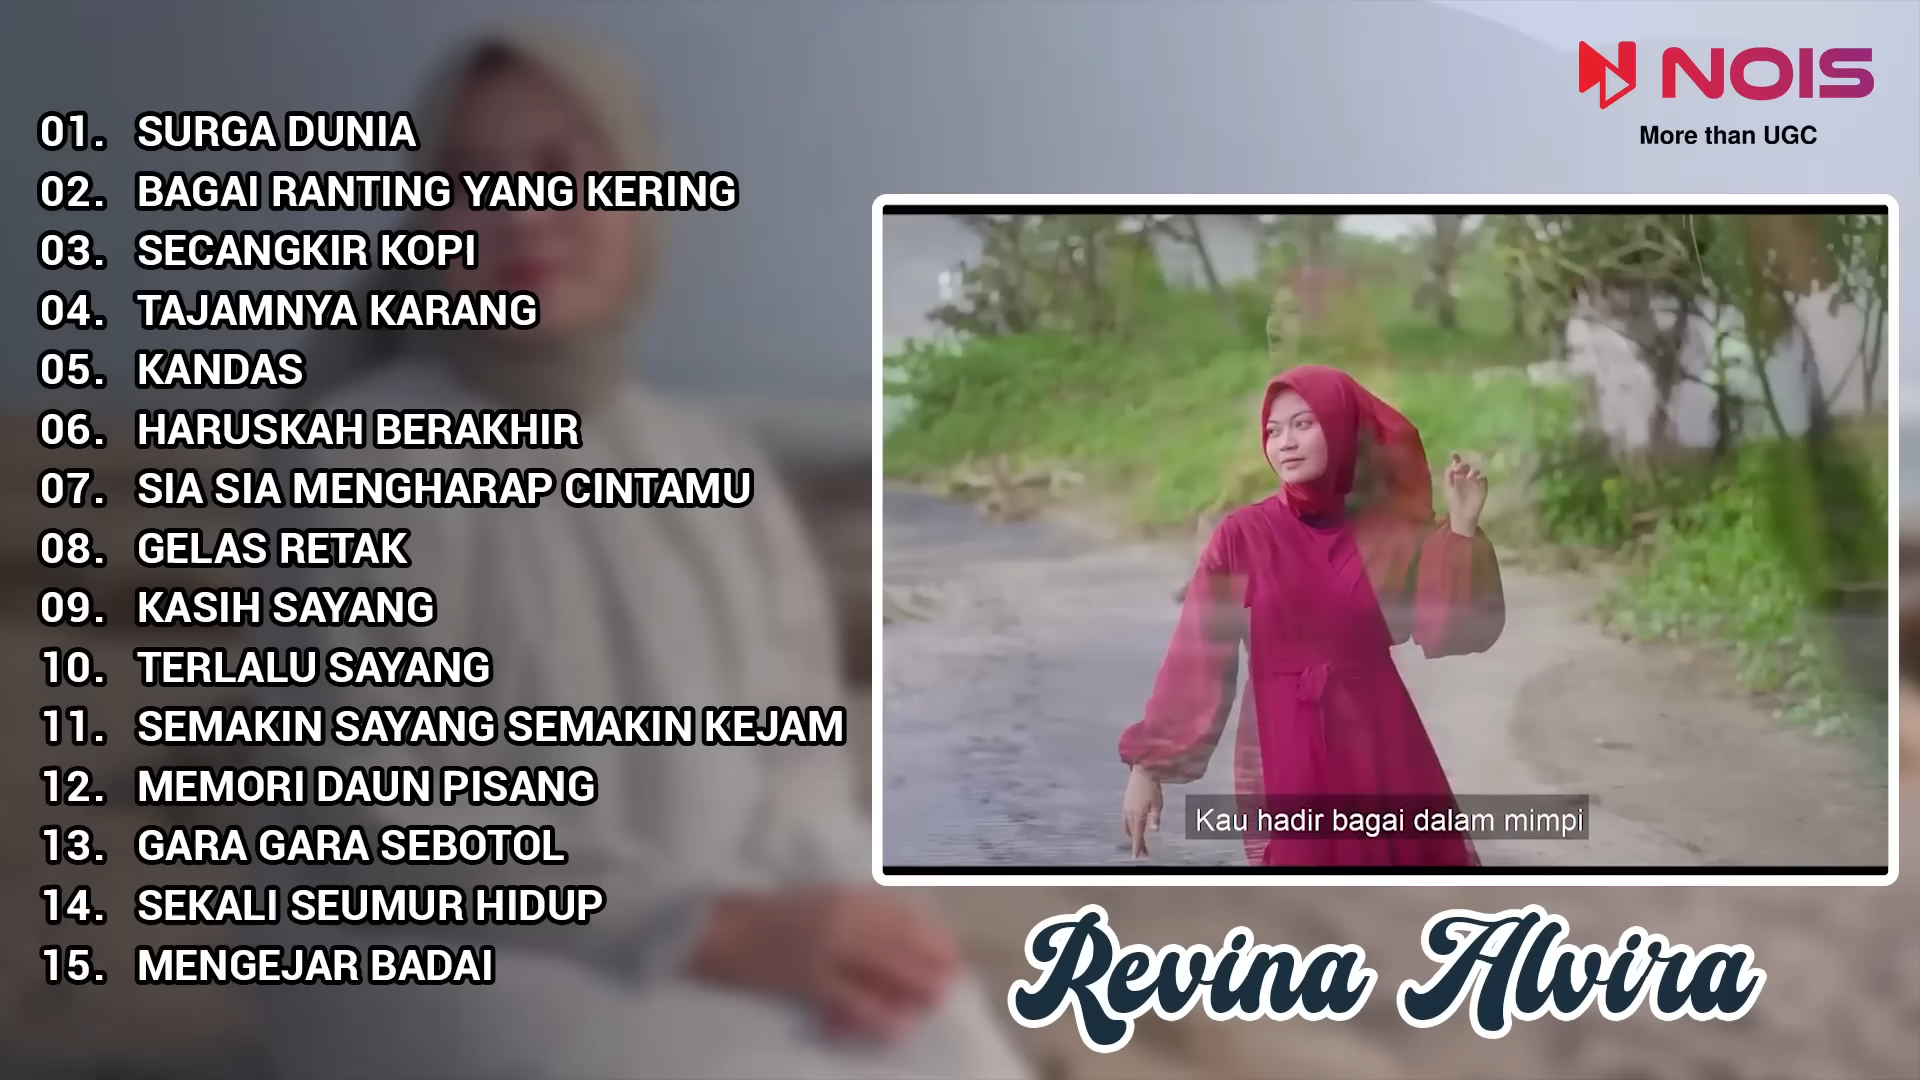 NOIS
More than UGC
01. SURGA DUNIA
02. BAGAI RANTING YANG KERING
03. SECANGKIR KOPI
04. TAJAMNYA KARANG
05. KANDAS
06. HARUSKAH BERAKHIR
07. SIA SIA MENGHARAP CINTAMU
08. GELAS RETAK
09. KASIH SAYANG
10. TERLALU SAYANG
11. SEMAKIN SAYANG SEMAKIN KEJAM
12. MEMORI DAUN PISANG
13. GARA GARA SEBOTOL
14. SEKALI SEUMUR HIDUP
15. MENGEJAR BADAI
Kau hadir bagai dalam mimpi
Revina Alvira